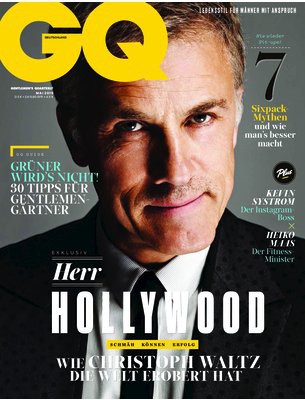 LEBENSSTIL FÜR MÄNNER MIT ANSPRUCH
GQ
DEUTSCHLAND
GENTLEMEN'S QUARTERLY
7
Sixpack-
Mythen
und wie
man's besser
macht
GRÜNER
WIRD'S NICHT!
30 TIPPS FÜR
GENTLEMEN-
GÄRTNER
Plus
KEVIN
SYSTROM
Der Instagram-
Boss
×
HEIKO
MAAS
Der Fitness-
Minister
EXKLUSIV
Herr
HOLLYWOOD
SCHMÄH KÖNNEN ERFOLG
WIE CHRISTOPH WALTZ
DIE WELT EROBERT HAT